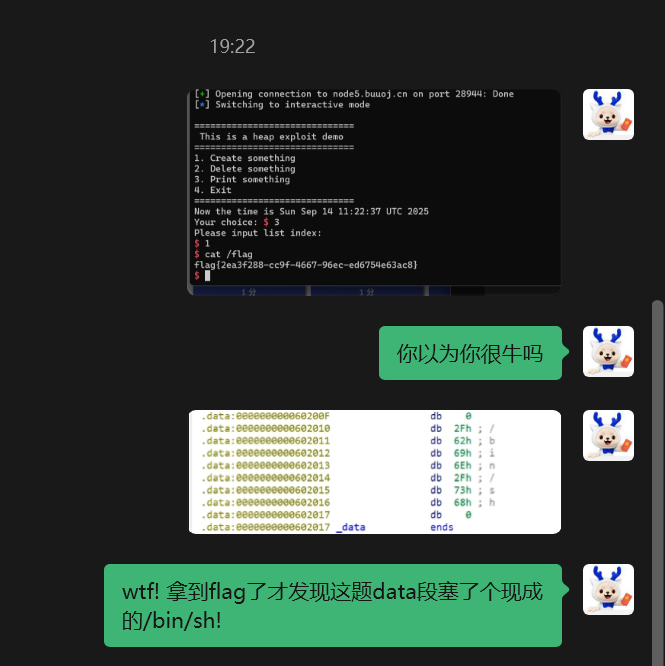 19:22
[+] Opening connection to node5.buuoj.cn on port 28944: Done
[*] Switching to interactive mode
==============================
This is a heap exploit demo
==============================
1. Create something
2. Delete something
3. Print something
4. Exit
==============================
Now the time is Sun Sep 14 11:22:37 UTC 2025
Your choice: $ 3
Please input list index:
$ 1
$ cat /flag
flag{2ea3f288-cc9f-4667-96ec-ed6754e63ac8}
$
1 分 1 分
你以为你很牛吗
.data:000000000060200F db 0
.data:0000000000602010 db 2Fh ; /
.data:0000000000602011 db 62h ; b
.data:0000000000602012 db 69h ; i
.data:0000000000602013 db 6Eh ; n
.data:0000000000602014 db 2Fh ; /
.data:0000000000602015 db 73h ; s
.data:0000000000602016 db 68h ; h
.data:0000000000602017 db 0
.data:0000000000602017 _data ends
wtf! 拿到flag了才发现这题data段塞了个现成
的/bin/sh!